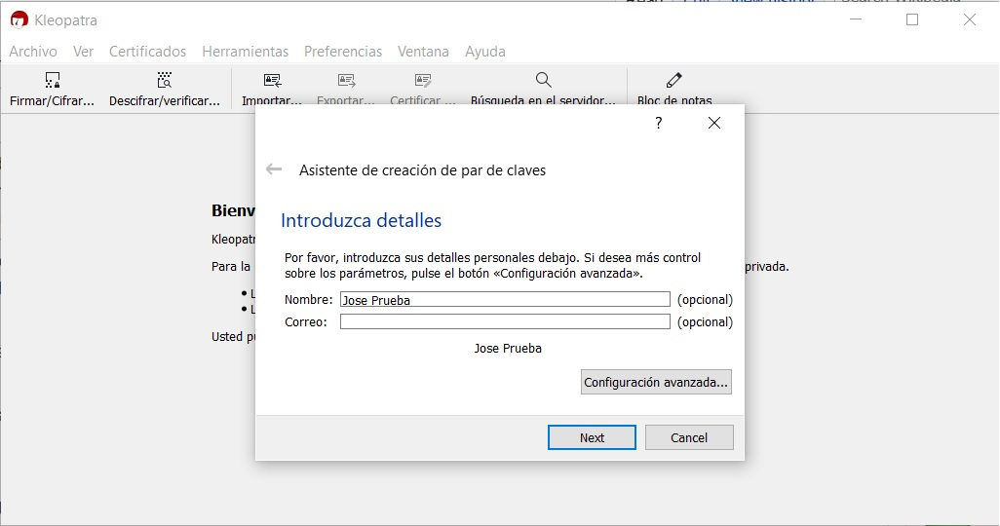 Kleopatra
Archivo Ver Certificados Herramientas Preferencias Ventana Ayuda
Firmar/Cifrar... Descifrar/verificar... Importar... Exportar... Certificar... Búsqueda en el servidor... Bloc de notas
?
Asistente de creación de par de claves
Bienv
Introduzca detalles
Kleopatr
Por favor, introduzca sus detalles personales debajo. Si desea más control
Para la
sobre los parámetros, pulse el botón «Configuración avanzada».
privada.
• L
Nombre: Jose Prueba (opcional)
• L
Correo: (opcional)
Usted pu
Jose Prueba
Configuración avanzada...
Next Cancel